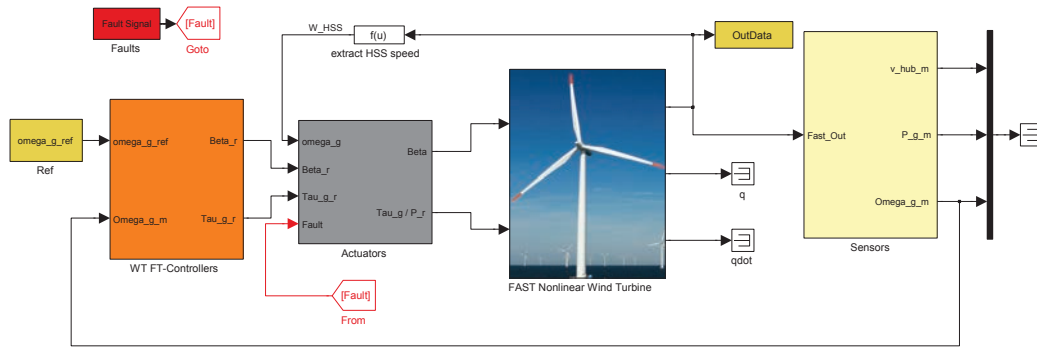 Fault Signal
Faults
[Fault]
Goto
W_HSS
f(u)
extract HSS speed
OutData
omega_g_ref
Ref
omega_g_ref
Omega_g_m
Beta_r
Tau_g_r
WT FT-Controllers
omega_g
Beta_r
Tau_g_r
Fault
Beta
Tau_g / P_r
Actuators
[Fault]
From
FAST Nonlinear Wind Turbine
q
qdot
Fast_Out
v_hub_m
P_g_m
Omega_g_m
Sensors